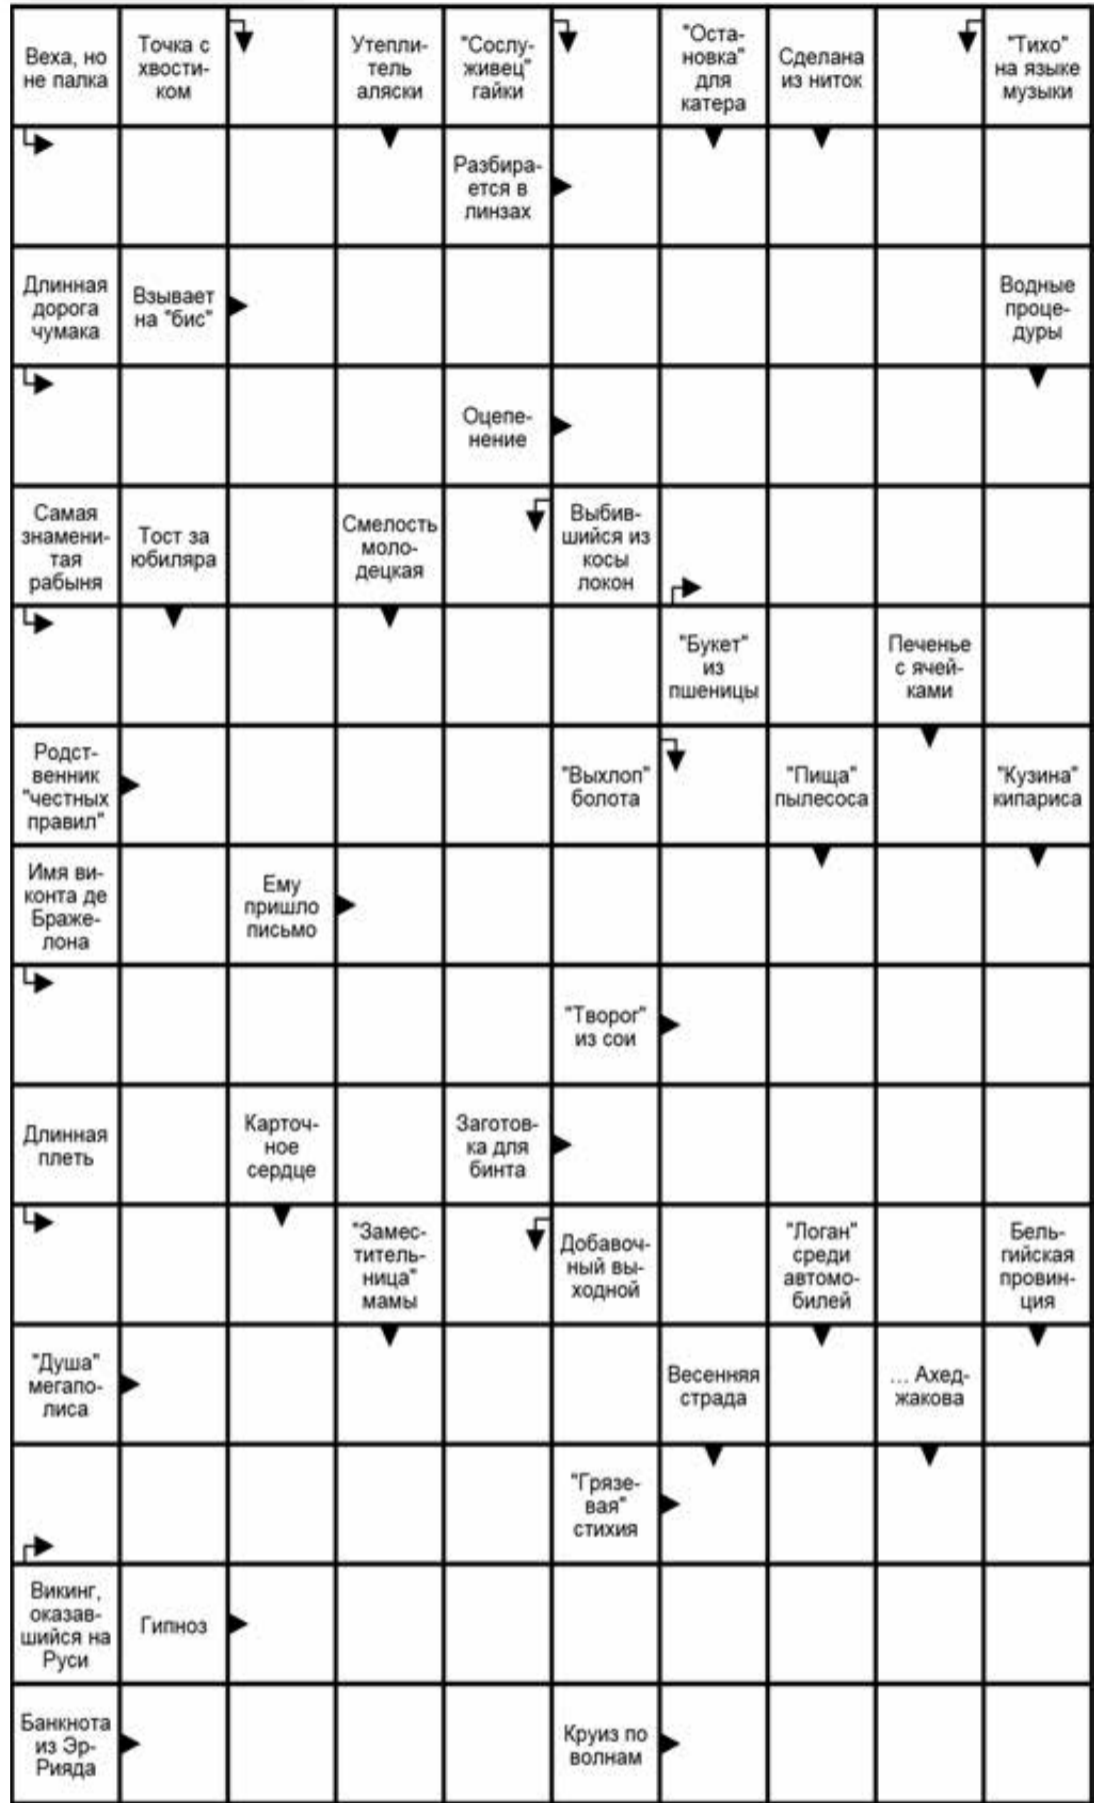 Веха, но
не палка
Точка с
хвости-
ком
Утепли-
тель
аляски
"Сослу-
живец"
гайки
"Оста-
новка"
для
катера
Сделана
из ниток
"Тихо"
на языке
музыки
Разбира-
ется в
линзах
Длинная
дорога
чумака
Взывает
на "бис"
Водные
проце-
дуры
Оцепе-
нение
Самая
знамени-
тая
рабыня
Тост за
юбиляра
Смелость
моло-
децкая
Выбив-
шийся из
косы
локон
"Букет"
из
пшеницы
Печенье
с ячей-
ками
Родст-
венник
"честных
правил"
"Выхлоп"
болота
"Пища"
пылесоса
"Кузина"
кипариса
Имя ви-
конта де
Браже-
лона
Ему
пришло
письмо
"Творог"
из сои
Длинная
плеть
Карточ-
ное
сердце
Заготов-
ка для
бинта
"Замес-
титель-
ница"
мамы
Добавоч-
ный вы-
ходной
"Логан"
среди
автомо-
билей
Бель-
гийская
провин-
ция
"Душа"
мегапо-
лиса
Весенняя
страда
... Ахед-
жакова
"Грязе-
вая"
стихия
Викинг,
оказав-
шийся на
Руси
Гипноз
Банкнота
из Эр-
Рияда
Круиз по
волнам